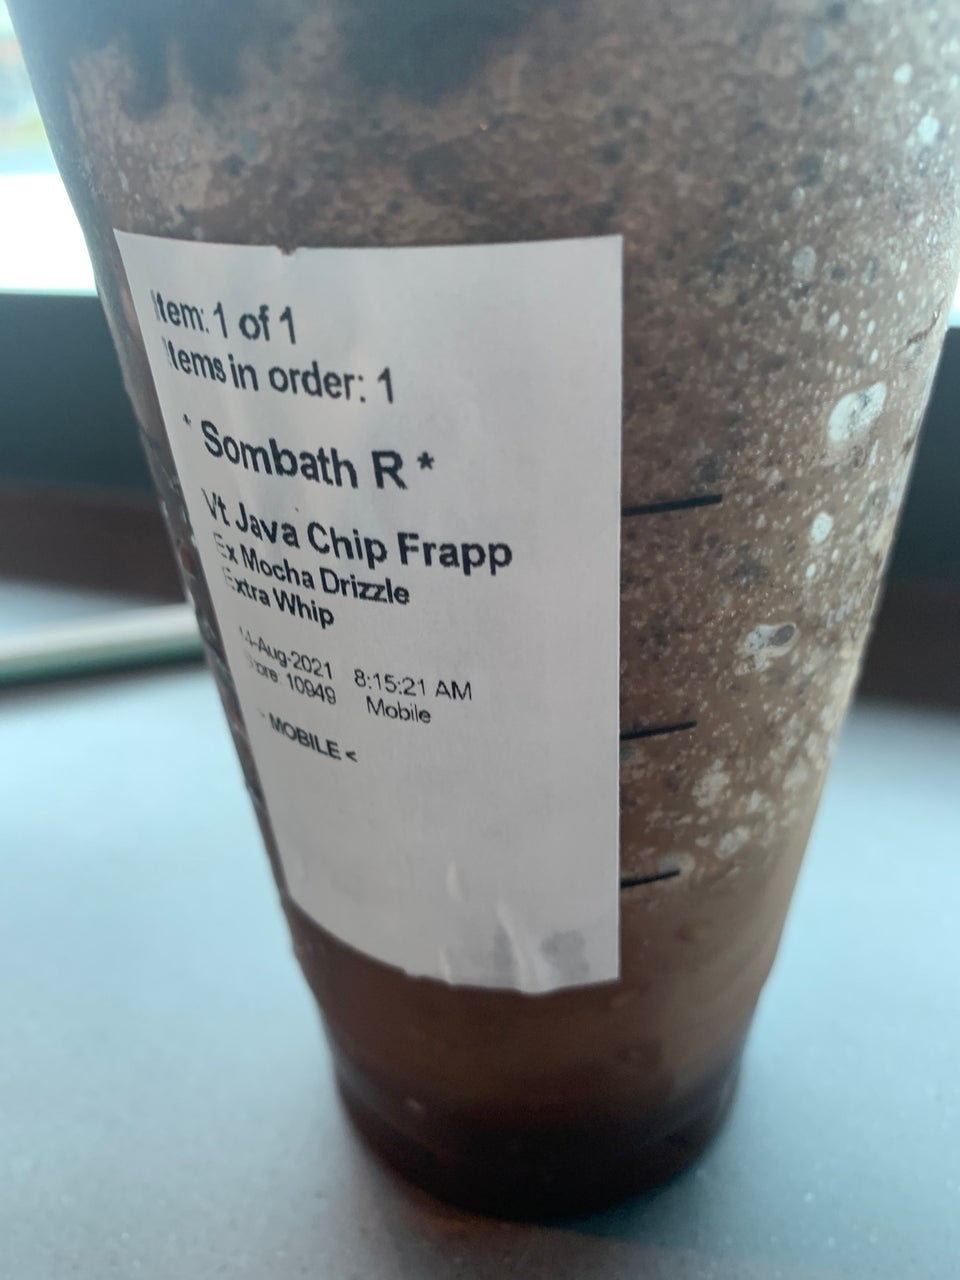 Item: 1 of 1
Items in order: 1
* Sombath R *
Vt Java Chip Frapp
Ex Mocha Drizzle
Extra Whip
-Aug-2021 8:15:21 AM
Store: 10949 Mobile
MOBILE <